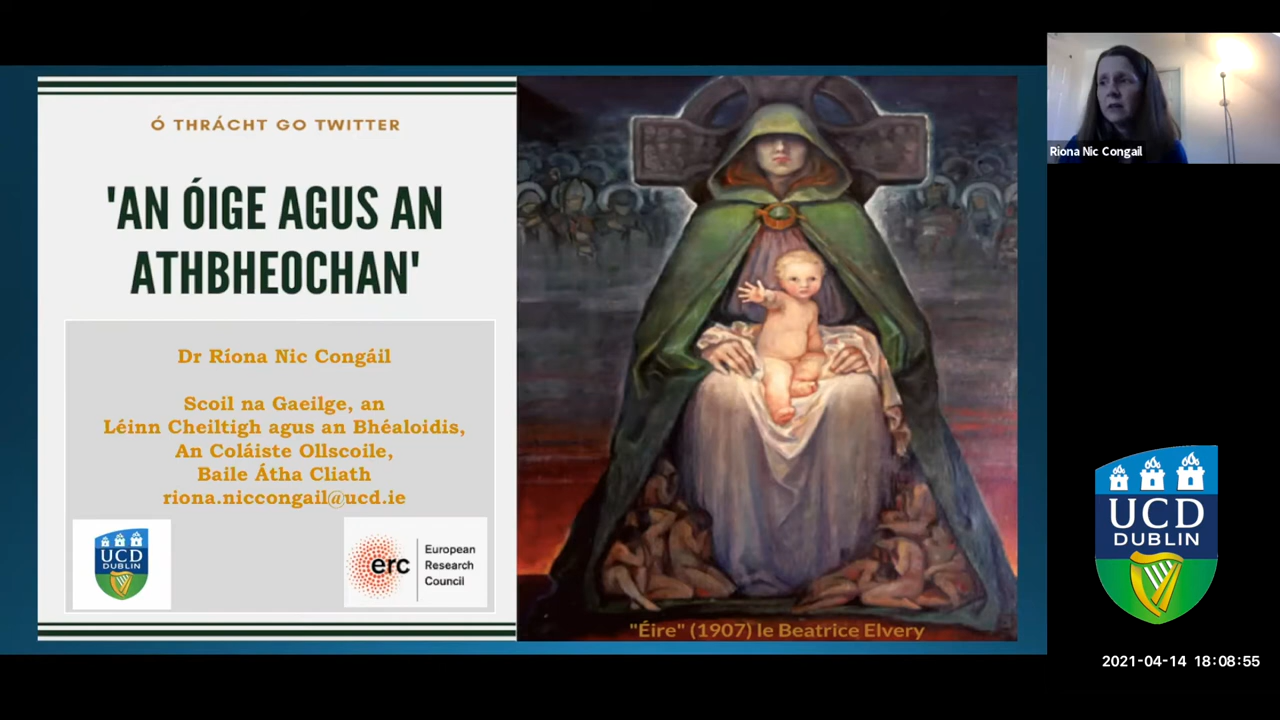 Ó THRÁCHT GO TWITTER
'AN ÓIGE AGUS AN
ATHBHEOCHAN'
Dr Ríona Nic Congáil
Scoil na Gaeilge, an
Léinn Cheiltigh agus an Bhéaloidis,
An Coláiste Ollscoile,
Baile Átha Cliath
riona.niccongail@ucd.ie
UCD
DUBLIN
erc
European
Research
Council
"Éire" (1907) le Beatrice Elvery
Riona Nic Congail
UCD
DUBLIN
2021-04-14 18:08:55